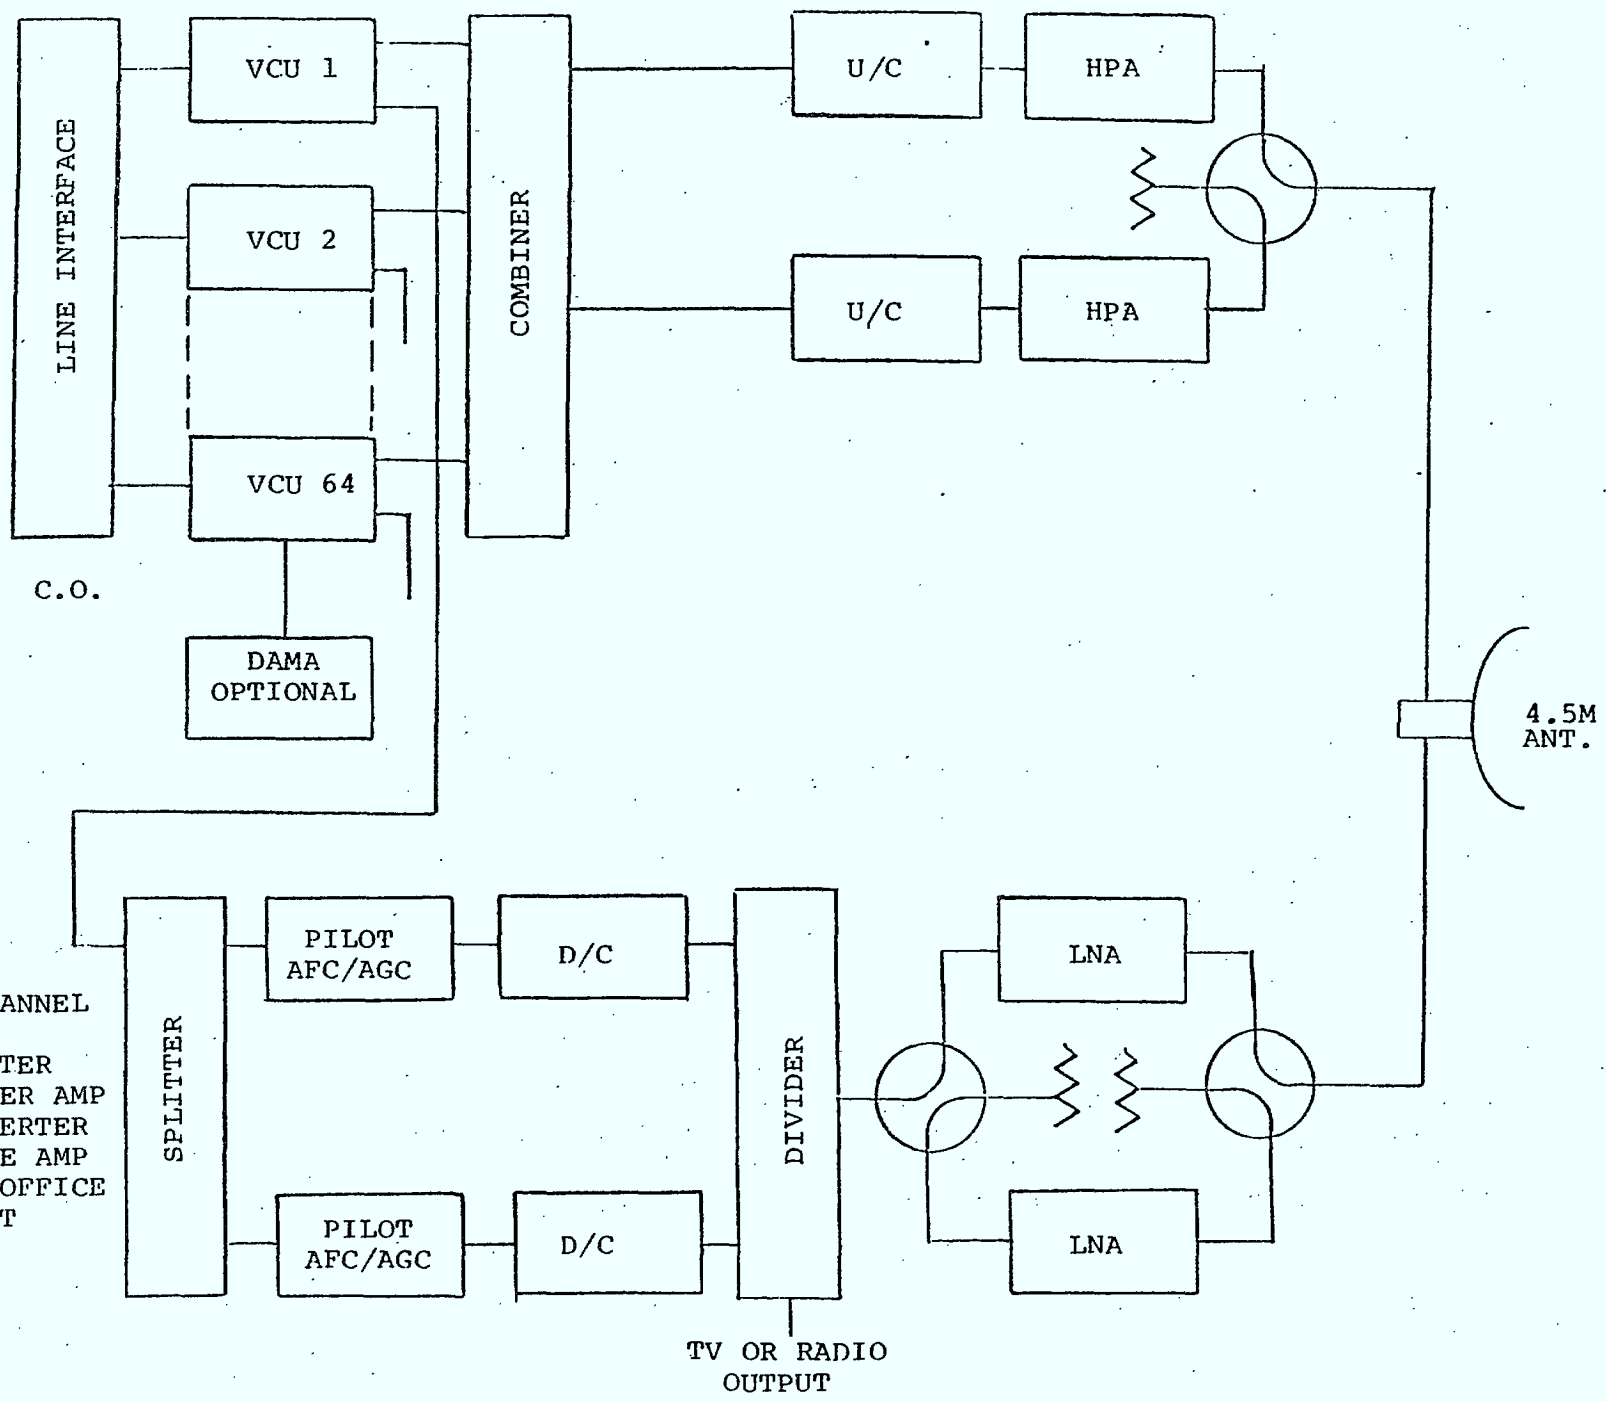 LINE INTERFACE
VCU 1
VCU 2
VCU 64
COMBINER
U/C
HPA
U/C
HPA
C.O.
DAMA
OPTIONAL
4.5M
ANT.
SPLITTER
PILOT
AFC/AGC
D/C
DIVIDER
LNA
PILOT
AFC/AGC
D/C
LNA
ANNEL
TER
ER AMP
ERTER
E AMP
OFFICE
T
TV OR RADIO
OUTPUT